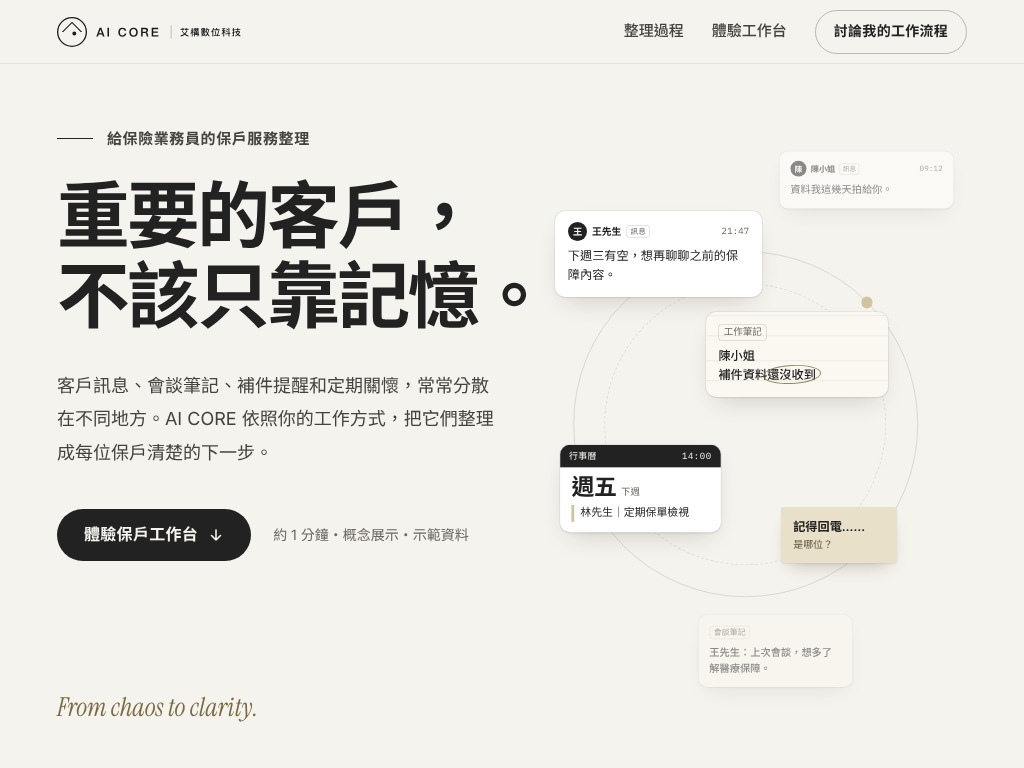 AI CORE | 艾構數位科技
整理過程
體驗工作台
討論我的工作流程
給保險業務員的保戶服務整理
重要的客戶，
不該只靠記憶。
客戶訊息、會談筆記、補件提醒和定期關懷，常常分散
在不同地方。AI CORE 依照你的工作方式，把它們整理
成每位保戶清楚的下一步。
體驗保戶工作台 ↓
約 1 分鐘・概念展示・示範資料
From chaos to clarity.
陳 陳小姐 訊息 09:12
資料我這幾天拍給你。
王 王先生 訊息 21:47
下週三有空，想再聊聊之前的保
障內容。
工作筆記
陳小姐
補件資料還沒收到
行事曆 14:00
週五 下週
林先生｜定期保單檢視
記得回電......
是哪位？
會談筆記
王先生：上次會談，想多了
解醫療保障。